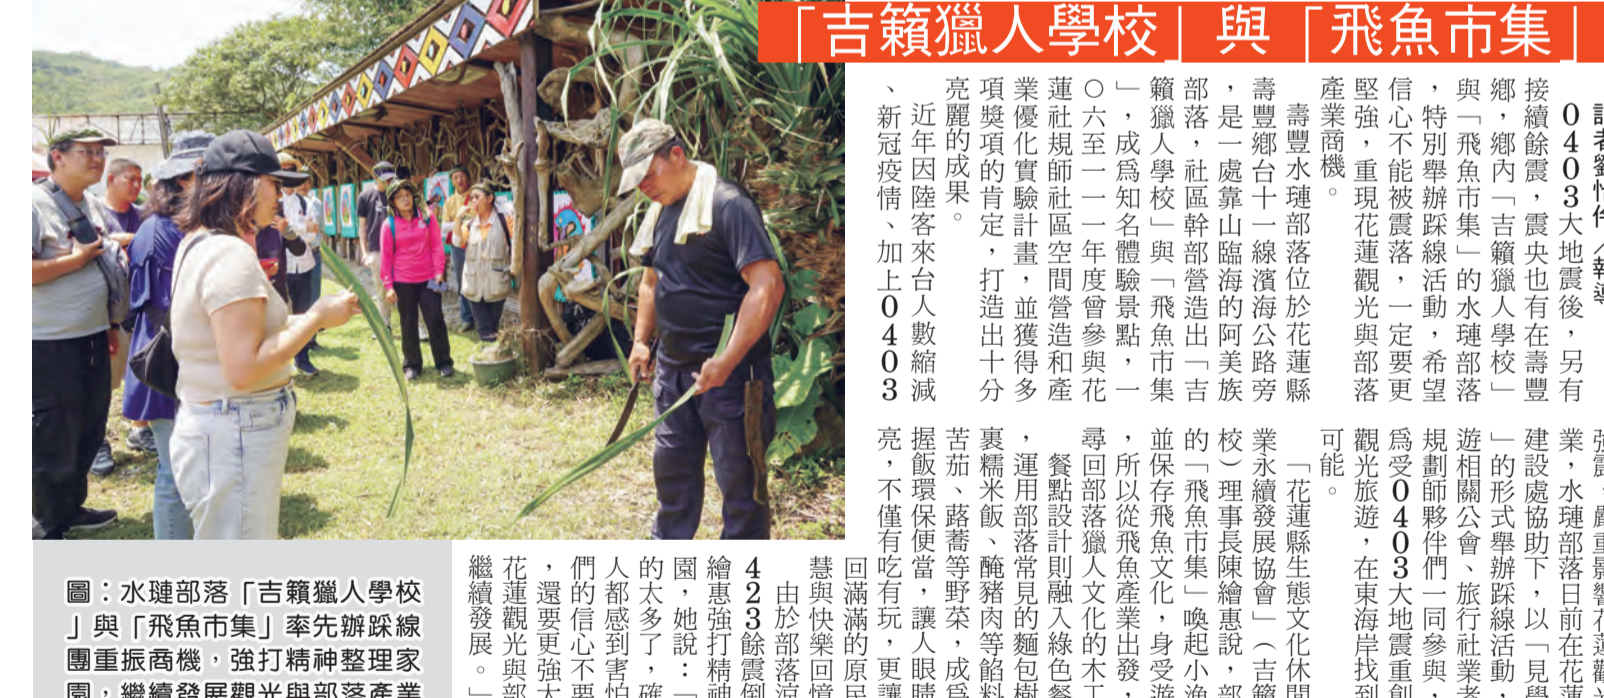 「吉籟獵人學校」與「飛魚市集」
0403大地震後，另有
接續餘震，震央也有在壽豐
鄉，鄉內「吉籟獵人學校」
與「飛魚市集」的水璉部落
，特別舉辦踩線活動，希望
信心不能被震落，一定要更
堅強，重現花蓮觀光與部落
產業商機。
壽豐水璉部落位於花蓮縣
壽豐鄉台十一線濱海公路旁
，是一處靠山臨海的阿美族
部落，社區幹部營造出「吉
籟獵人學校」與「飛魚市集
」，成為知名體驗景點，一
○六至一一一年度曾參與花
蓮社規師社區空間營造和產
業優化實驗計畫，並獲得多
項獎項的肯定，打造出十分
亮麗的成果。
近年因陸客來台人數縮減
、新冠疫情、加上0403
業，水璉部落日前在花蓮
建設處協助下，以「見學
」的形式舉辦踩線活動
遊相關公會、旅行社業
規劃師夥伴們一同參與
為受0403大地震重創
觀光旅遊，在東海岸找到
可能。
「花蓮縣生態文化休閒
業永續發展協會」（吉籟
校）理事長陳繪惠說，部
的「飛魚市集」喚起小漁
並保存飛魚文化，身受遊
，所以從飛魚產業出發，
尋回部落獵人文化的木工
餐點設計則融入綠色餐
，運用部落常見的麵包樹
裹糯米飯、醃豬肉等餡料
苦茄、蕗蕎等野菜，成為
握飯環保便當，讓人眼睛
亮，不僅有吃有玩，更讓
回滿滿的原民
慧與快樂回憶
由於部落涼
423餘震倒
繪惠強打精神
園，她說：「
的太多了，確
人都感到害怕
們的信心不要
，還要更強大
花蓮觀光與部
繼續發展。」
圖：水璉部落「吉籟獵人學校
」與「飛魚市集」率先辦踩線
團重振商機，強打精神整理家
園，繼續發展觀光與部落產業